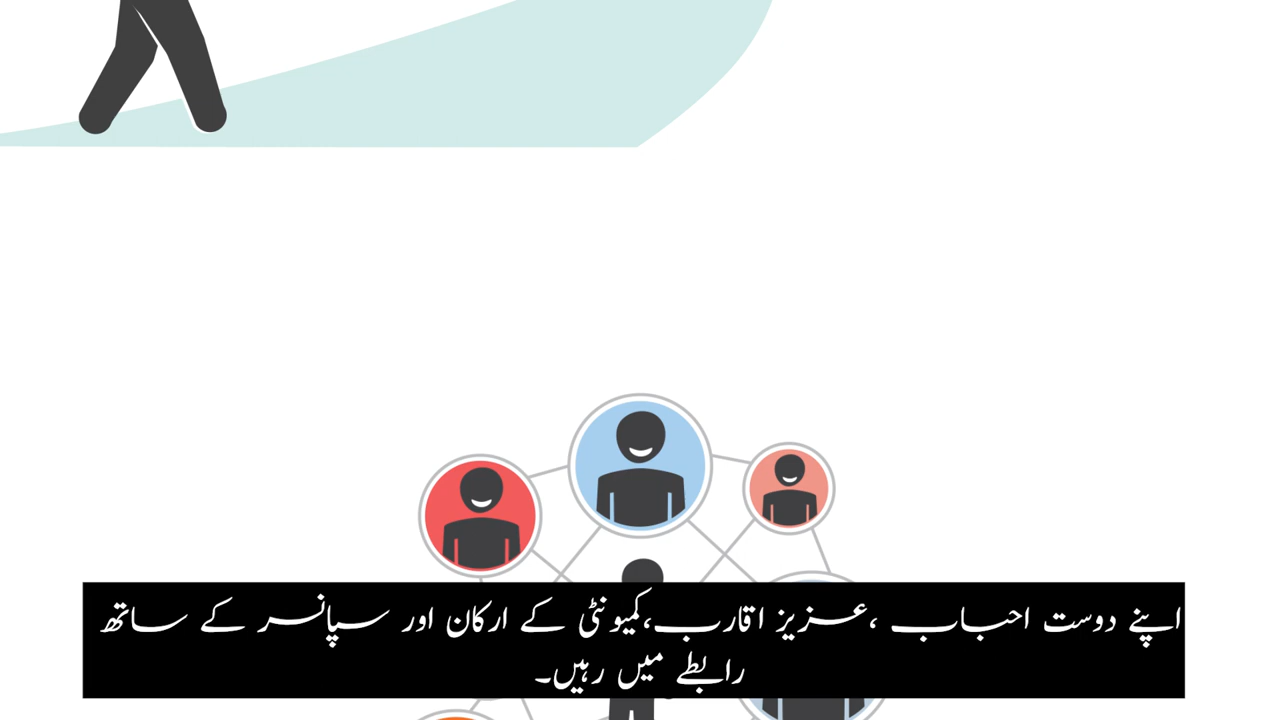 اپنے دوست احباب ،عزیز اقارب،کمیونٹی کے ارکان اور سپانسر کے ساتھ
رابطے میں رہیں۔